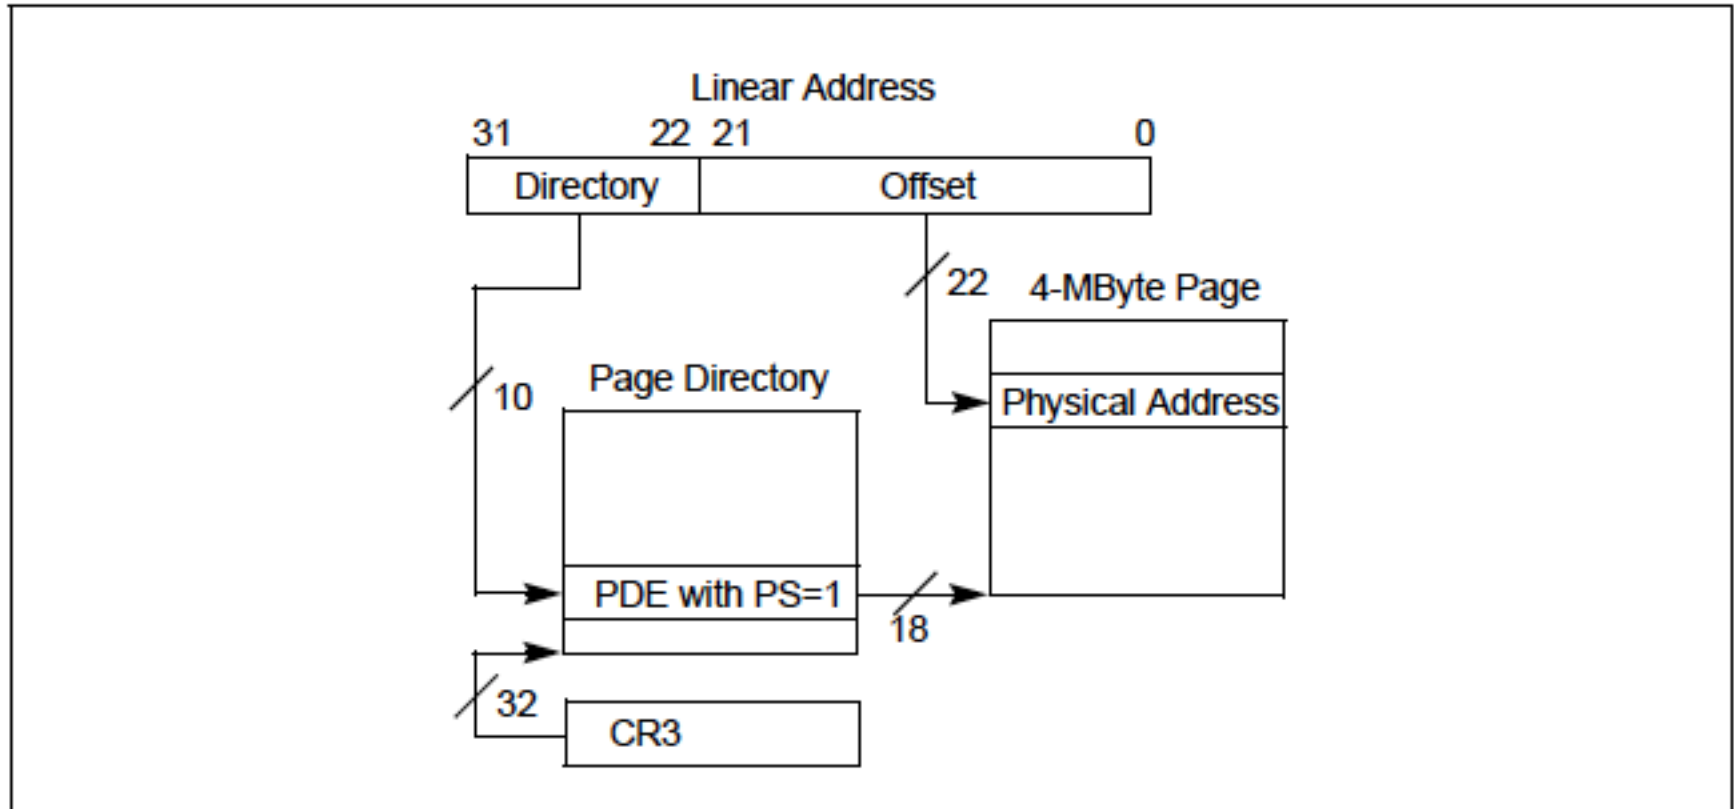 Linear Address
31 22 21 0
Directory Offset
22
4-MByte Page
Page Directory
10
Physical Address
PDE with PS=1
18
32
CR3